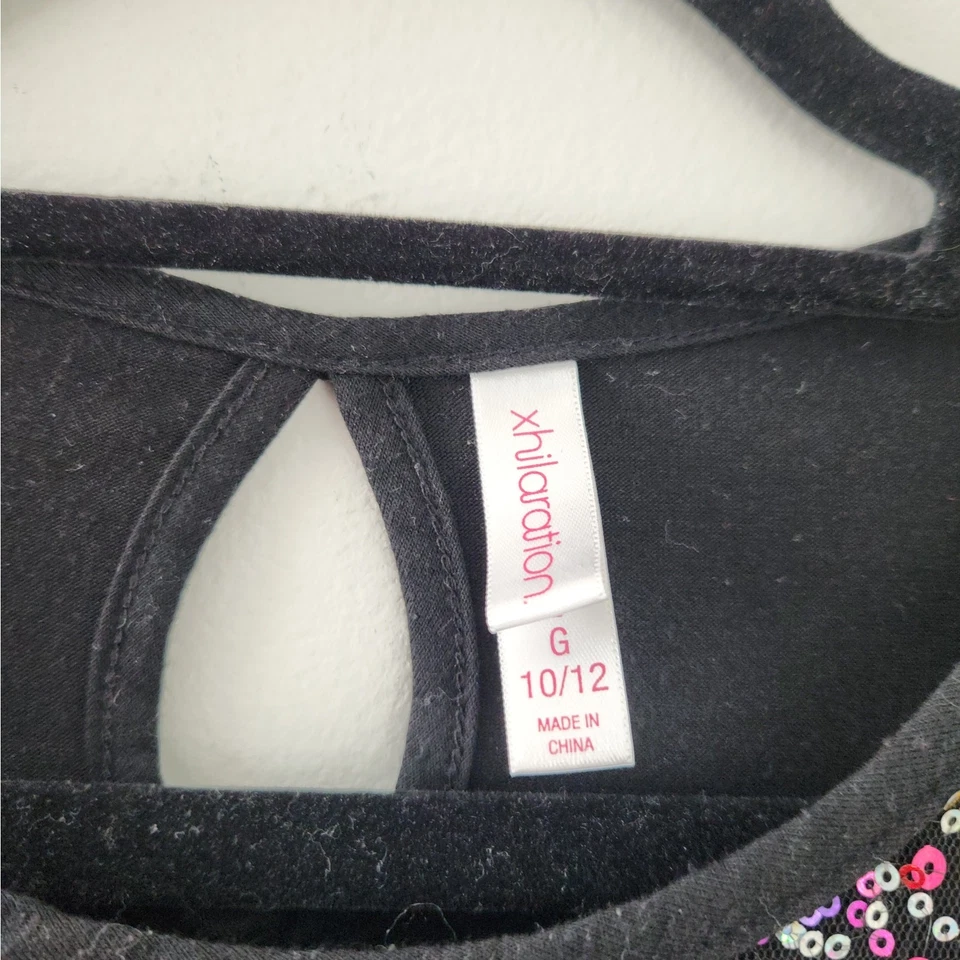 xhilaration.
G
10/12
MADE IN
CHINA